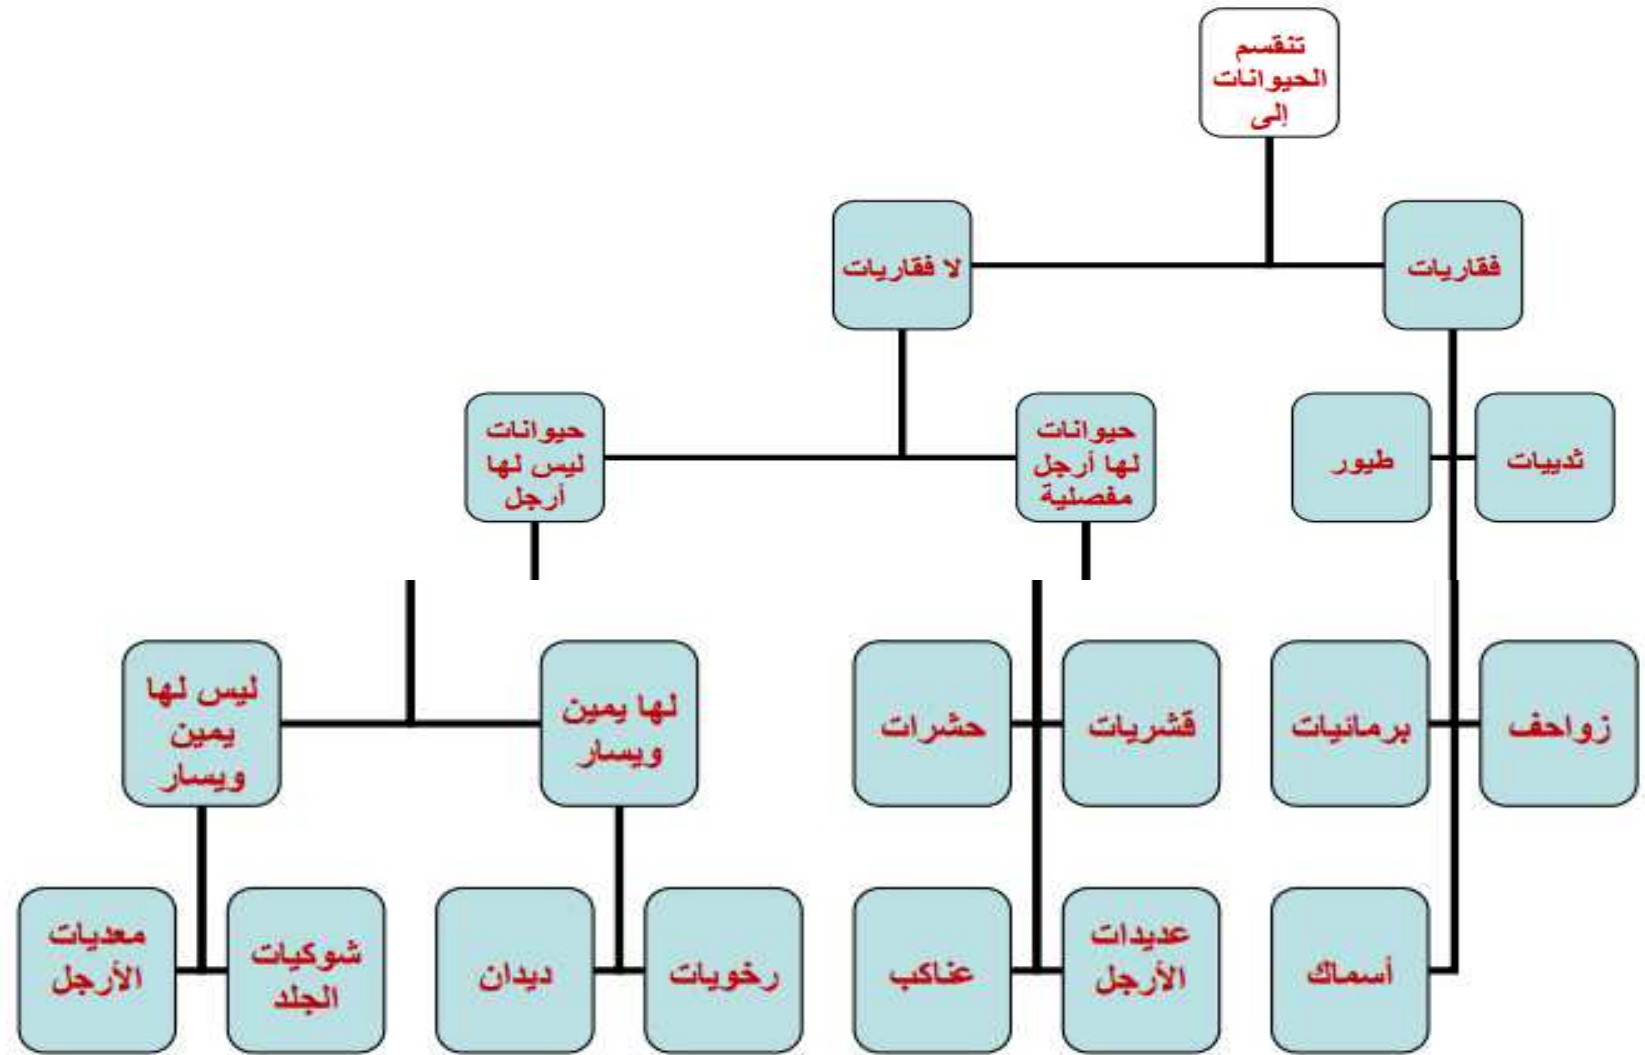 تنقسم
الحيوانات
إلى
فقاريات
لا فقاريات
ثدييات
طيور
حيوانات
لها أرجل
مفصلية
حيوانات
ليس لها
أرجل
زواحف
برمائيات
قشريات
حشرات
لها يمين
ويسار
ليس لها
يمين
ويسار
أسماك
عديدات
الأرجل
عناكب
رخويات
ديدان
شوكيات
الجلد
معديات
الأرجل